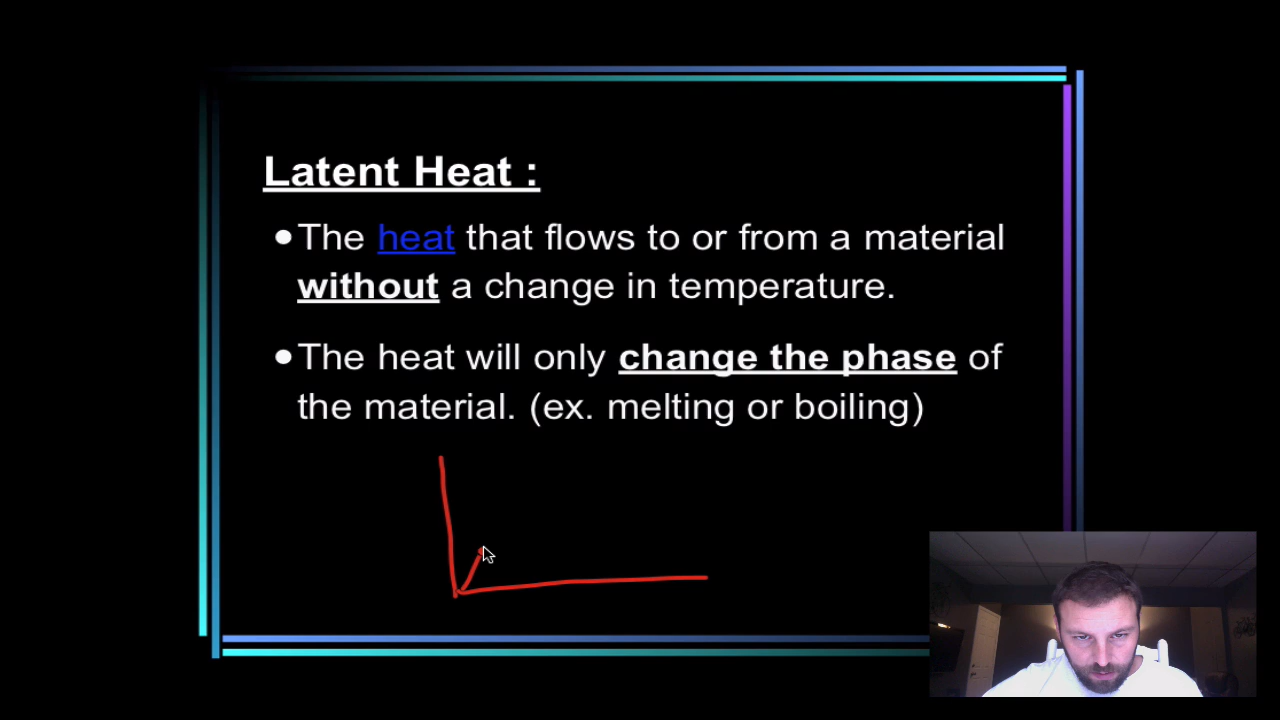 Latent Heat :
•The heat that flows to or from a material
without a change in temperature.
•The heat will only change the phase of
the material. (ex. melting or boiling)